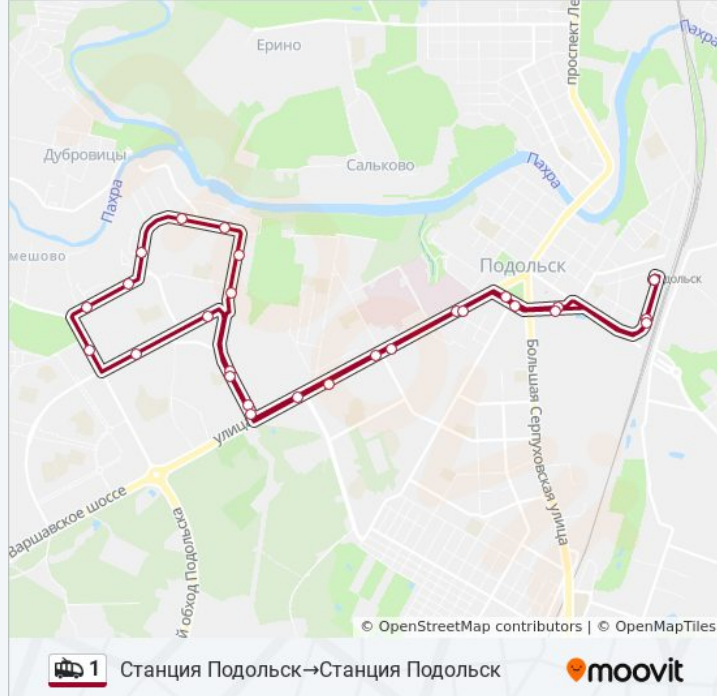 Ерино
проспект Ле
Пахра
Дубровицы
Сальково
Пахра
Пахра
мешово
Подольск
дольск
Большая Серпуховская улица
улица
Варшавское шоссе
й обход Подольска
© OpenStreetMap contributors | © OpenMapTiles
1 Станция Подольск→Станция Подольск moovit